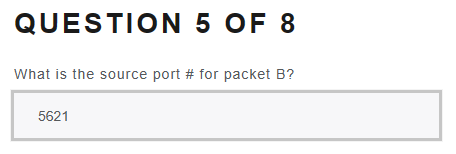 QUESTION 5 OF 8
What is the source port # for packet B?
5621